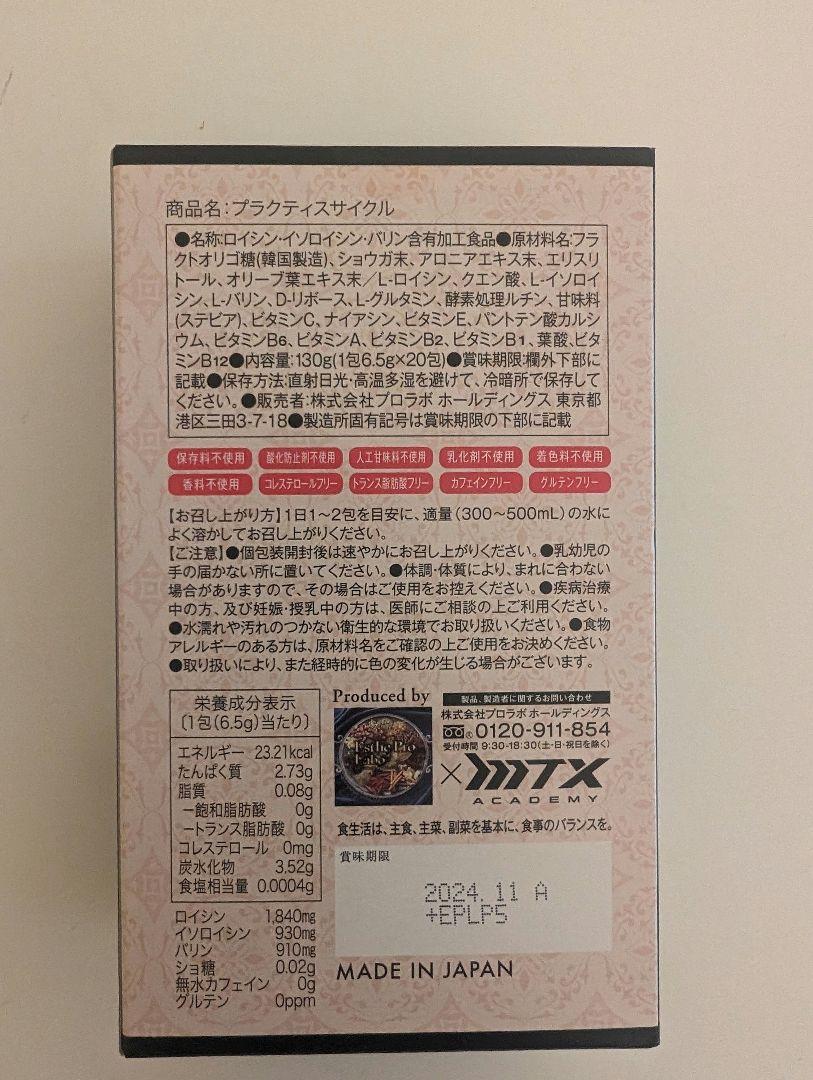 商品名:プラクティスサイクル
●名称:ロイシン・イソロイシン・バリン含有加工食品●原材料名:フラ
クトオリゴ糖(韓国製造)、ショウガ末、アロニアエキス末、エリスリ
トール、オリーブ葉エキス末/L-ロイシン、クエン酸、L-イソロイ
シン、L-バリン、D-リボース、L-グルタミン、酵素処理ルチン、甘味料
(ステビア)、ビタミンC、ナイアシン、ビタミンE、パントテン酸カルシ
ウム、ビタミンB6、ビタミンA、ビタミンB2、ビタミンB1、葉酸、ビタ
ミンB12●内容量:130g(1包6.5g×20包)●賞味期限:欄外下部に
記載●保存方法:直射日光・高温多湿を避けて、冷暗所で保存して
ください。●販売者:株式会社プロラボ ホールディングス 東京都
港区三田3-7-18●製造所固有記号は賞味期限の下部に記載
保存料不使用 酸化防止剤不使用 人工甘味料不使用 乳化剤不使用 着色料不使用
香料不使用 コレステロールフリー トランス脂肪酸フリー カフェインフリー グルテンフリー
【お召し上がり方】1日1~2包を目安に、適量(300~500mL)の水に
よく溶かしてお召し上がりください。
【ご注意】●個包装開封後は速やかにお召し上がりください。●乳幼児の
手の届かない所に置いてください。●体調・体質により、まれに合わない
場合がありますので、その場合はご使用をお控えください。●疾病治療
中の方、及び妊娠・授乳中の方は、医師にご相談の上ご利用ください。
●水濡れや汚れのつかない衛生的な環境でお取り扱いください。●食物
アレルギーのある方は、原材料名をご確認の上ご使用をお決めください。
●取り扱いにより、また経時的に色の変化が生じる場合がございます。
栄養成分表示
〔1包(6.5g)当たり〕
エネルギー 23.21kcal
たんぱく質 2.73g
脂質 0.08g
ー飽和脂肪酸 0g
ートランス脂肪酸 0g
コレステロール 0mg
炭水化物 3.52g
食塩相当量 0.0004g
ロイシン 1,840mg
イソロイシン 930mg
バリン 910mg
ショ糖 0.02g
無水カフェイン 0g
グルテン 0ppm
Produced by
Esthe Pro
Labo
製品、製造者に関するお問い合わせ
株式会社プロラボ ホールディングス
0120-911-854
受付時間 9:30-18:30(土・日・祝日を除く)
×MTX
ACADEMY
食生活は、主食、主菜、副菜を基本に、食事のバランスを。
賞味期限
2024.11 A
+EPLP5
MADE IN JAPAN